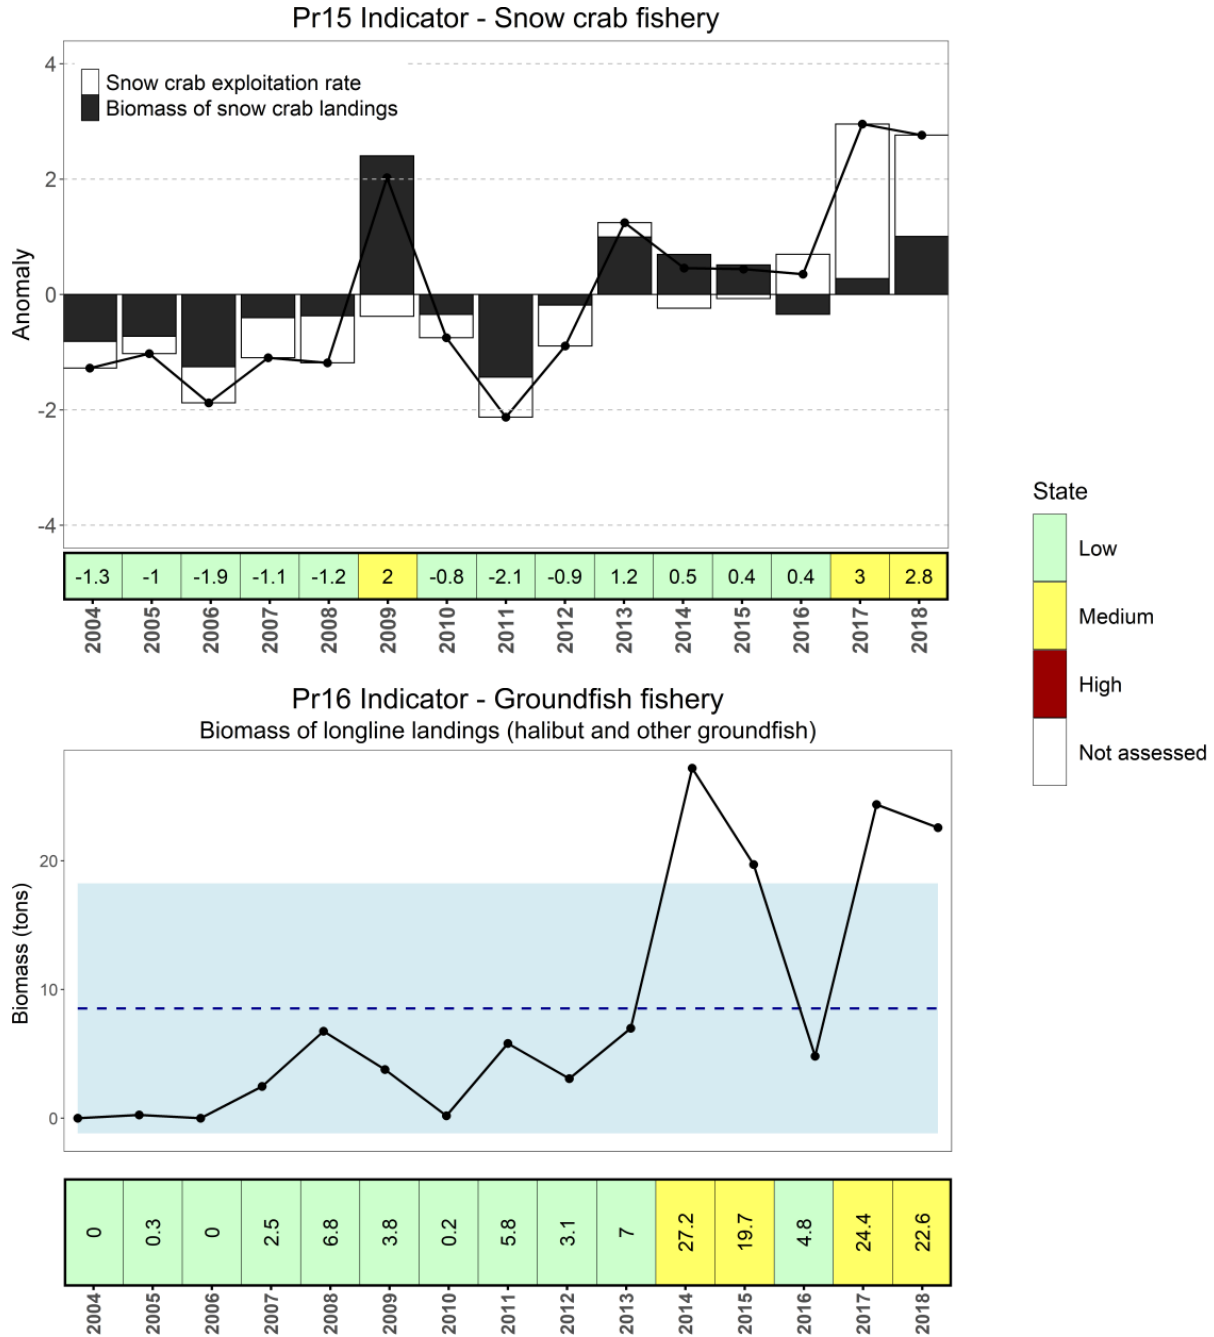 Pr15 Indicator - Snow crab fishery
4
Snow crab exploitation rate
Biomass of snow crab landings
2
Anomaly
0
-2
-4
-1.3 -1 -1.9 -1.1 -1.2 2 -0.8 -2.1 -0.9 1.2 0.5 0.4 0.4 3 2.8
2004 2005 2006 2007 2008 2009 2010 2011 2012 2013 2014 2015 2016 2017 2018
State
Low
Medium
High
Not assessed
Pr16 Indicator - Groundfish fishery
Biomass of longline landings (halibut and other groundfish)
Biomass (tons)
20
10
0
0 0.3 0 2.5 6.8 3.8 0.2 5.8 3.1 7 27.2 19.7 4.8 24.4 22.6
2004 2005 2006 2007 2008 2009 2010 2011 2012 2013 2014 2015 2016 2017 2018